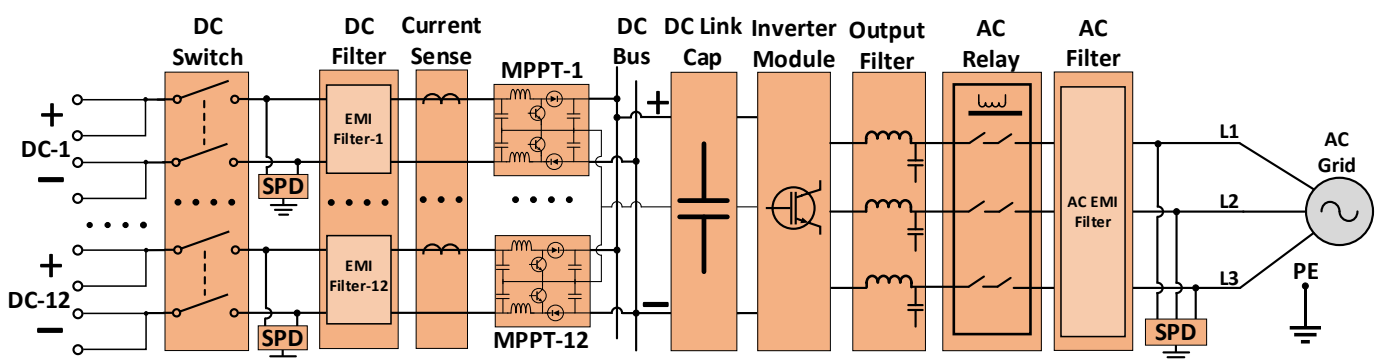 DC
Switch
DC
Filter
Current
Sense
MPPT-1
DC
Bus
DC Link
Cap
Inverter
Module
Output
Filter
AC
Relay
AC
Filter
+
DC-1
−
SPD
EMI
Filter-1
+
L1
L2
L3
AC
Grid
AC EMI
Filter
+
DC-12
−
SPD
EMI
Filter-12
MPPT-12
−
SPD
PE